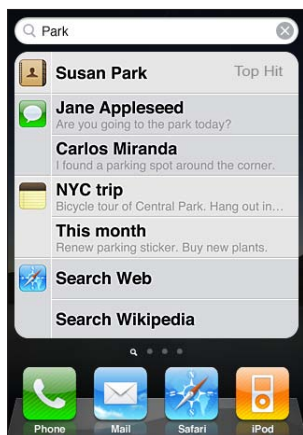 Park
Susan Park Top Hit
Jane Appleseed
Are you going to the park today?
Carlos Miranda
I found a parking spot around the corner.
NYC trip
Bicycle tour of Central Park. Hang out in...
This month
Renew parking sticker. Buy new plants.
Search Web
Search Wikipedia
Phone Mail Safari iPod